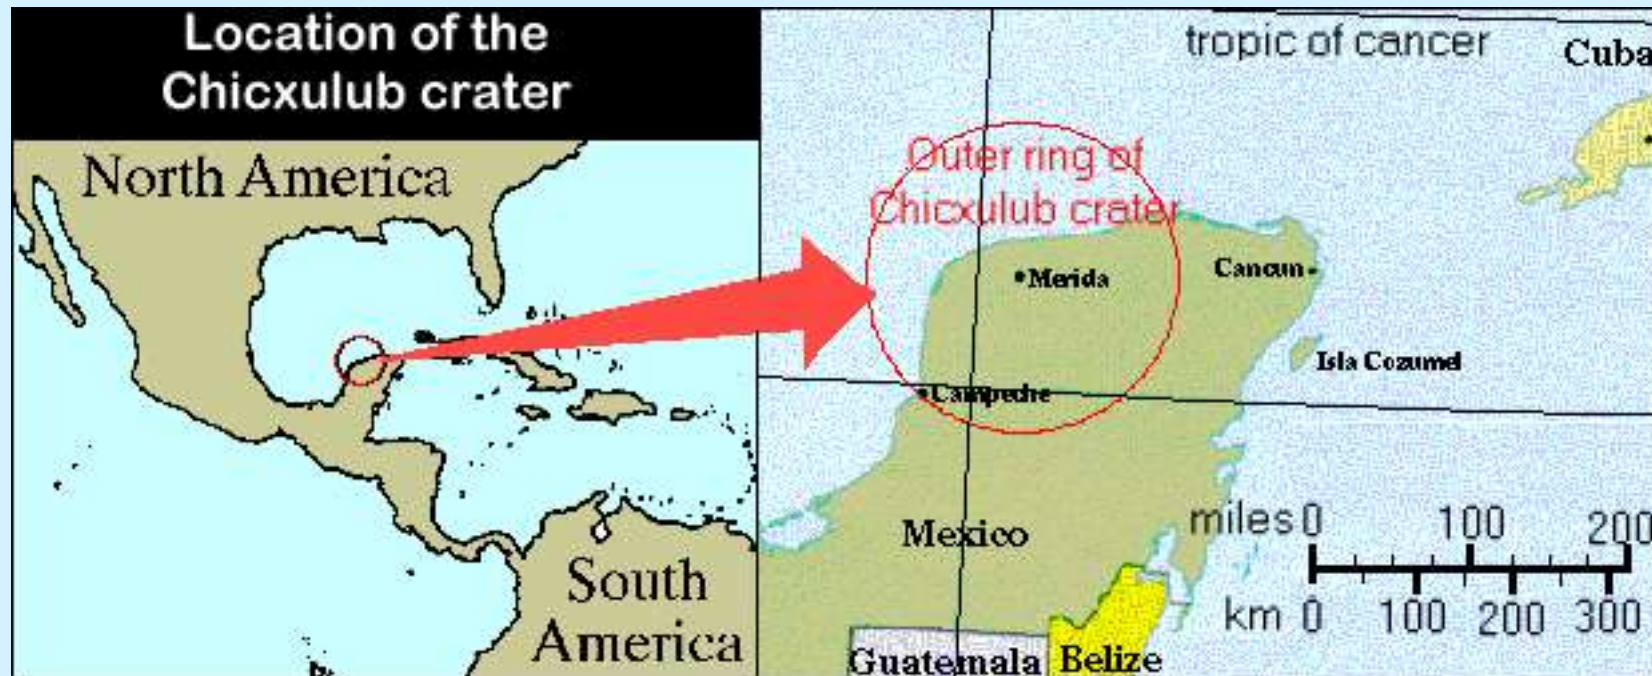 Location of the
Chicxulub crater
North America
South
America
tropic of cancer
Cuba
Outer ring of
Chicxulub crater
Merida
Cancun
Isla Cozumel
Campeche
Mexico
miles 0 100 200
km 0 100 200 300
Guatemala
Belize